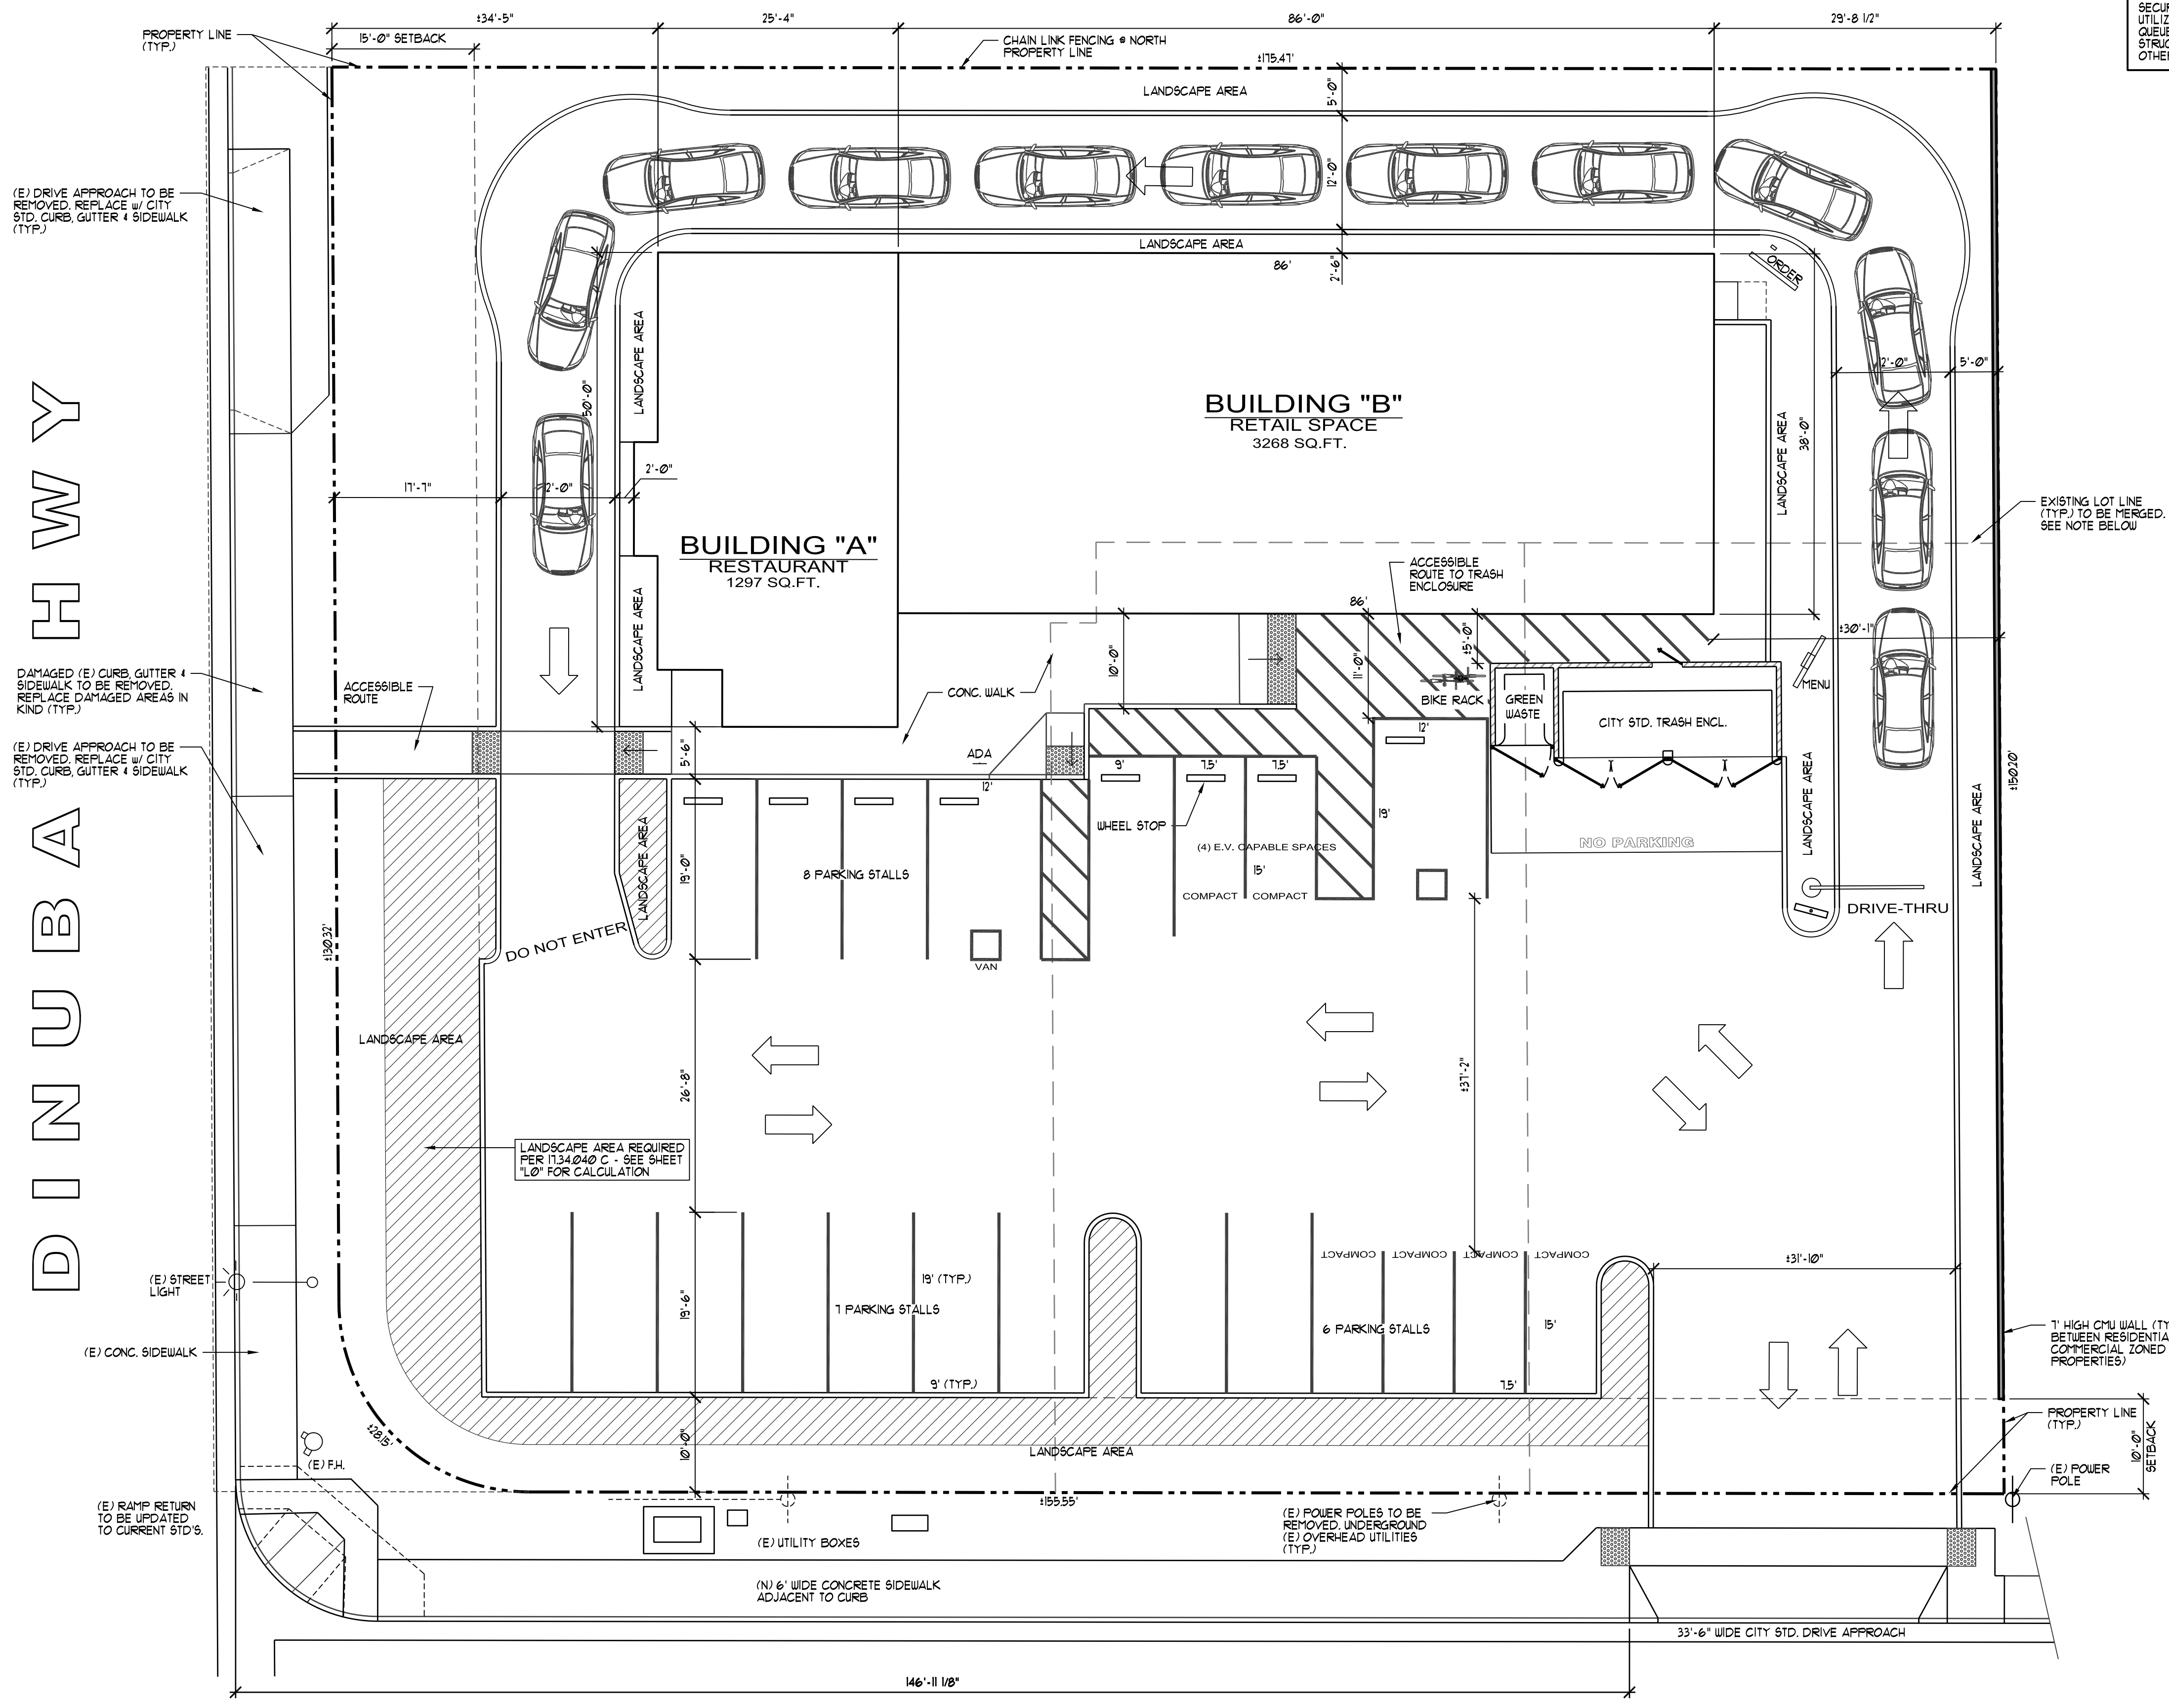 ±34'-5"
25'-4"
86'-0"
29'-8 1/2"
SECUR
UTILIZ
QUEUE
STRUC
OTHER
PROPERTY LINE
(TYP.)
15'-0" SETBACK
CHAIN LINK FENCING @ NORTH
PROPERTY LINE
±175.47'
LANDSCAPE AREA
5'-0"
12'-0"
LANDSCAPE AREA
86'
2'-6"
ORDER
(E) DRIVE APPROACH TO BE
REMOVED. REPLACE w/ CITY
STD. CURB, GUTTER & SIDEWALK
(TYP.)
DINUBA HWY
50'-0"
LANDSCAPE AREA
BUILDING "B"
RETAIL SPACE
3268 SQ.FT.
38'-0"
LANDSCAPE AREA
2'-0"
5'-0"
17'-7"
2'-0"
2'-0"
BUILDING "A"
RESTAURANT
1297 SQ.FT.
EXISTING LOT LINE
(TYP.) TO BE MERGED.
SEE NOTE BELOW
ACCESSIBLE
ROUTE TO TRASH
ENCLOSURE
LANDSCAPE AREA
86'
±5'-0"
±30'-1"
10'-0"
11'-0"
DAMAGED (E) CURB, GUTTER &
SIDEWALK TO BE REMOVED.
REPLACE DAMAGED AREAS IN
KIND (TYP.)
ACCESSIBLE
ROUTE
CONC. WALK
BIKE RACK
GREEN
WASTE
MENU
CITY STD. TRASH ENCL.
(E) DRIVE APPROACH TO BE
REMOVED. REPLACE w/ CITY
STD. CURB, GUTTER & SIDEWALK
(TYP.)
5'-6"
ADA
12'
12'
9'
7.5'
7.5'
LANDSCAPE AREA
±150.20'
LANDSCAPE AREA
WHEEL STOP
19'
(4) E.V. CAPABLE SPACES
NO PARKING
LANDSCAPE AREA
19'-0"
8 PARKING STALLS
15'
COMPACT
COMPACT
DRIVE-THRU
DO NOT ENTER
VAN
±130.32'
LANDSCAPE AREA
26'-8"
±37'-2"
LANDSCAPE AREA REQUIRED
PER 17.34.040 C - SEE SHEET
"L0" FOR CALCULATION
COMPACT
COMPACT
COMPACT
COMPACT
±31'-10"
(E) STREET
LIGHT
19' (TYP.)
19'-6"
7 PARKING STALLS
6 PARKING STALLS
15'
7' HIGH CMU WALL (TY
BETWEEN RESIDENTIA
COMMERCIAL ZONED
PROPERTIES)
(E) CONC. SIDEWALK
9' (TYP.)
7.5'
PROPERTY LINE
(TYP.)
10'-0"
SETBACK
±28.15'
10'-0"
LANDSCAPE AREA
(E) F.H.
(E) POWER
POLE
(E) RAMP RETURN
TO BE UPDATED
TO CURRENT STD'S.
±155.55'
(E) POWER POLES TO BE
REMOVED. UNDERGROUND
(E) OVERHEAD UTILITIES
(TYP.)
(E) UTILITY BOXES
(N) 6' WIDE CONCRETE SIDEWALK
ADJACENT TO CURB
33'-6" WIDE CITY STD. DRIVE APPROACH
146'-11 1/8"